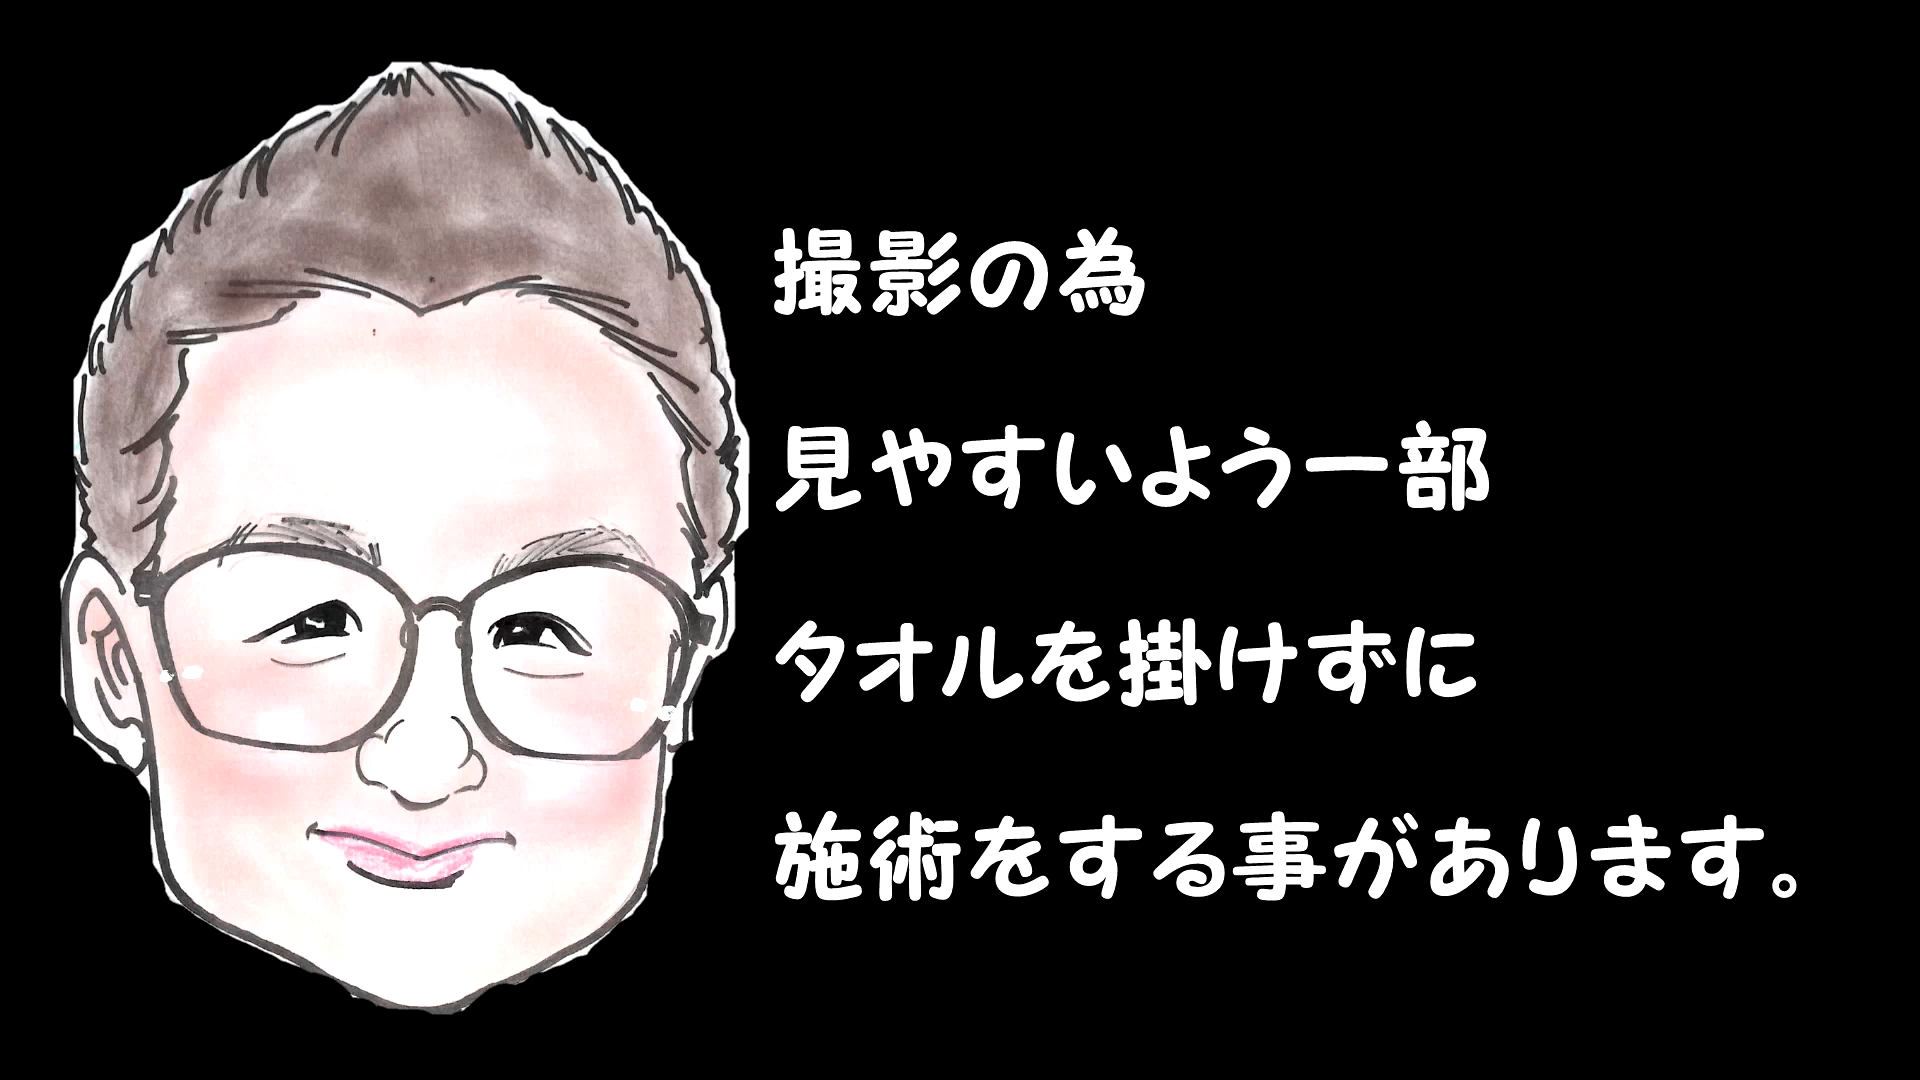 撮影の為
見やすいよう一部
タオルを掛けずに
施術をする事があります。